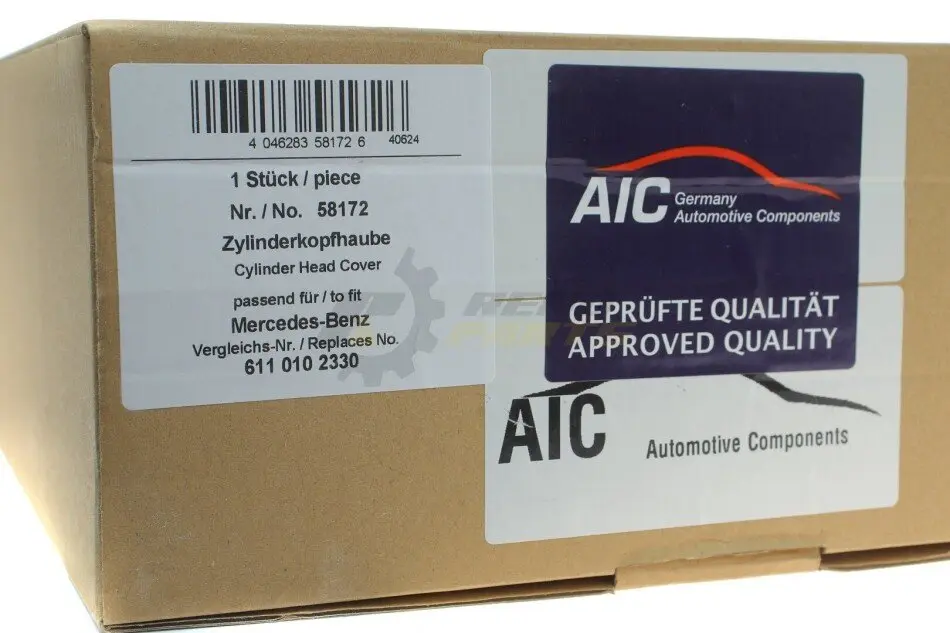 4 046283 58172 6 40624
1 Stück / piece
Nr. / No. 58172
Zylinderkopfhaube
Cylinder Head Cover
passend für / to fit
Mercedes-Benz
Vergleichs-Nr. / Replaces No.
611 010 2330
AIC Germany
Automotive Components
GEPRÜFTE QUALITÄT
APPROVED QUALITY
AIC Automotive Components